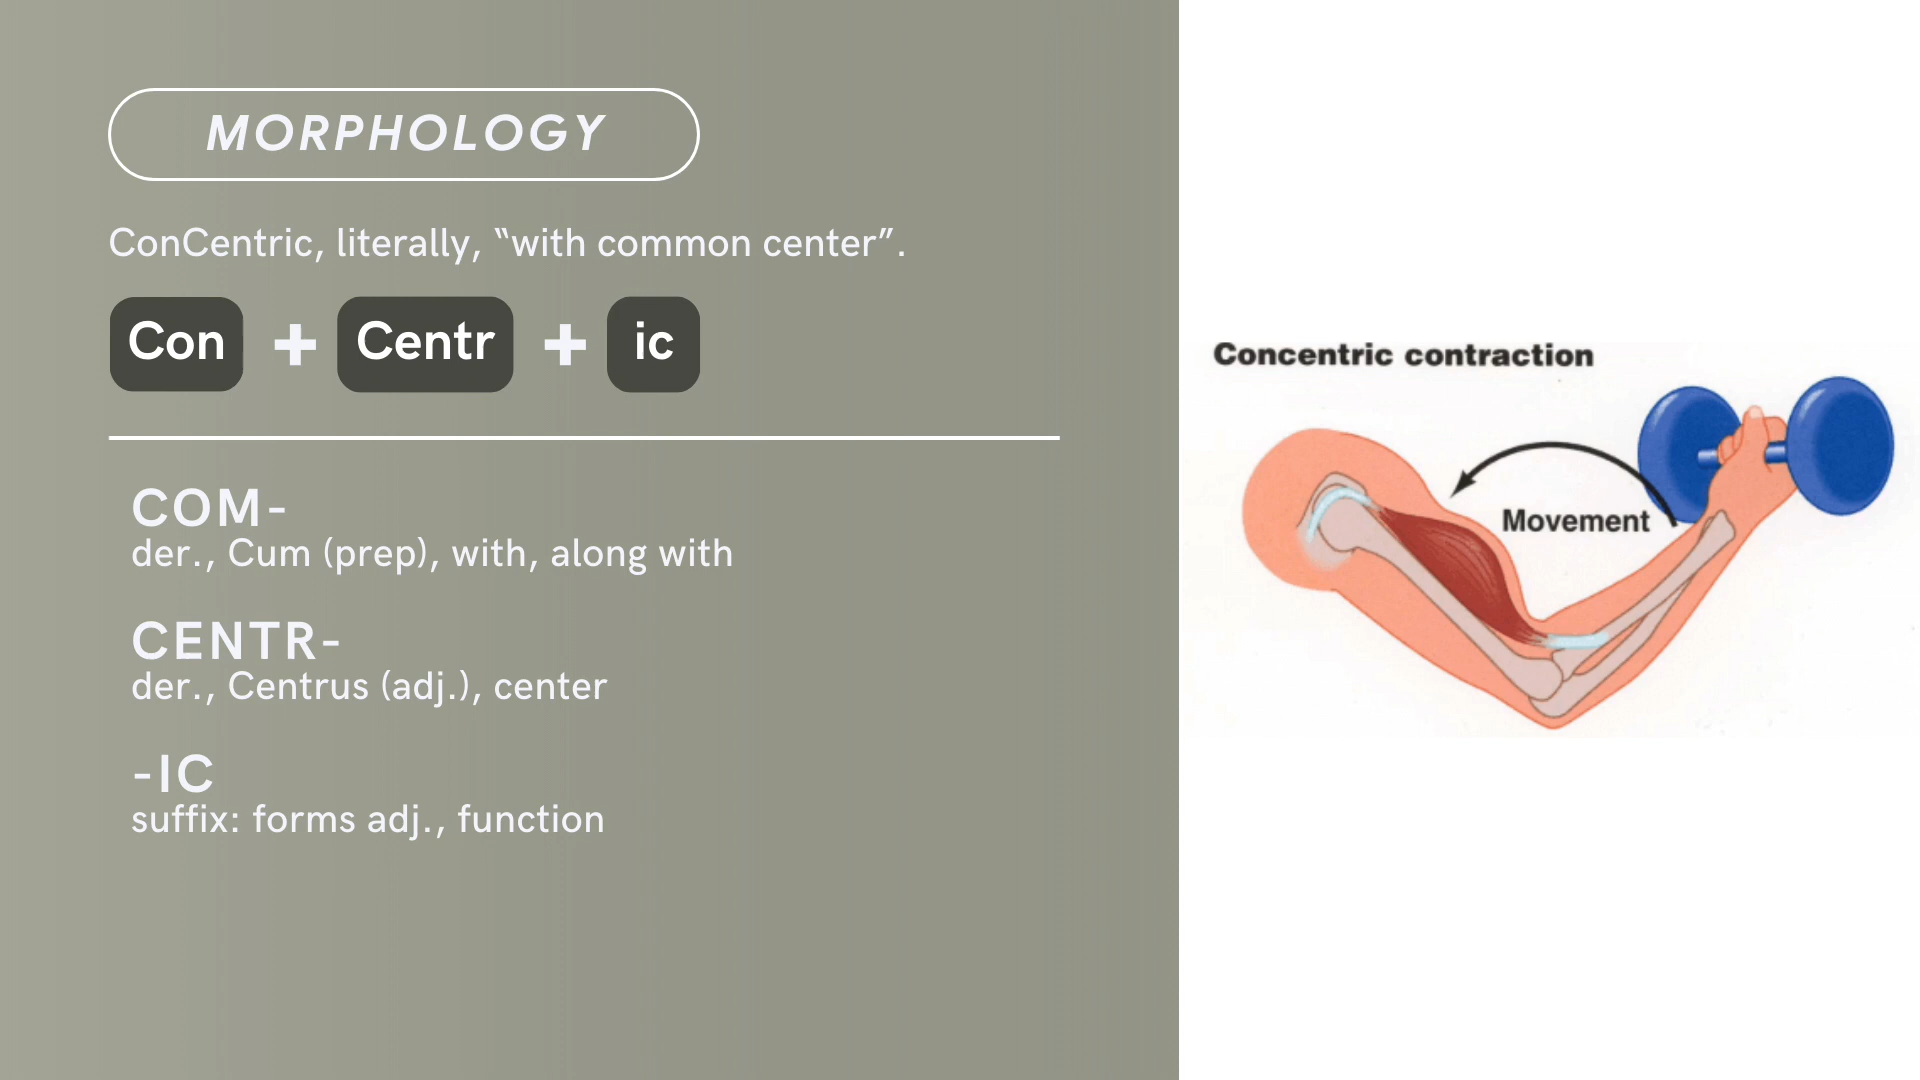 MORPHOLOGY
ConCentric, literally, “with common center”.
Con + Centr + ic
COM-
der., Cum (prep), with, along with
CENTR-
der., Centrus (adj.), center
-IC
suffix: forms adj., function
Concentric contraction
Movement